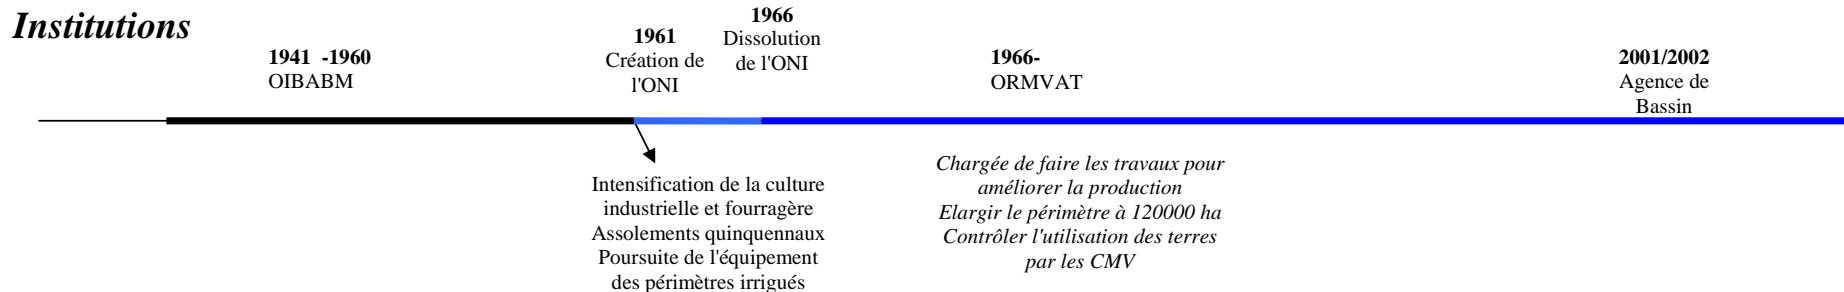 Institutions
1941 -1960
OIBABM
1961
Création de
l'ONI
1966
Dissolution
de l'ONI
1966-
ORMVAT
2001/2002
Agence de
Bassin
Intensification de la culture
industrielle et fourragère
Assolements quinquennaux
Poursuite de l'équipement
des périmètres irrigués
Chargée de faire les travaux pour
améliorer la production
Elargir le périmètre à 120000 ha
Contrôler l'utilisation des terres
par les CMV